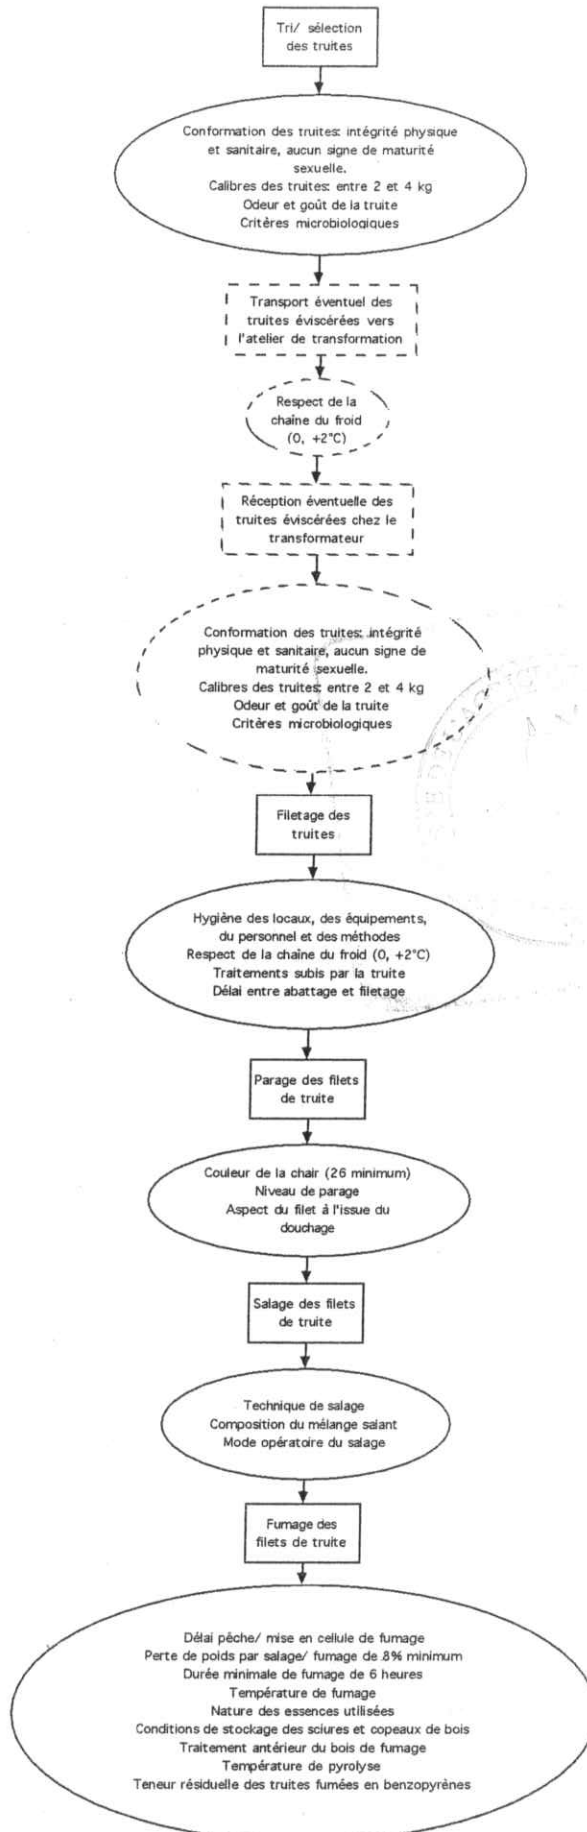 Tri/ sélection
des truites
Conformation des truites: intégrité physique
et sanitaire, aucun signe de maturité
sexuelle.
Calibres des truites: entre 2 et 4 kg
Odeur et goût de la truite
Critères microbiologiques
Transport éventuel des
truites éviscérées vers
l'atelier de transformation
Respect de la
chaîne du froid
(0, +2°C)
Réception éventuelle des
truites éviscérées chez le
transformateur
Conformation des truites: intégrité
physique et sanitaire, aucun signe de
maturité sexuelle.
Calibres des truites: entre 2 et 4 kg
Odeur et goût de la truite
Critères microbiologiques
Filetage des
truites
Hygiène des locaux, des équipements,
du personnel et des méthodes
Respect de la chaîne du froid (0, +2°C)
Traitements subis par la truite
Délai entre abattage et filetage
Parage des filets
de truite
Couleur de la chair (26 minimum)
Niveau de parage
Aspect du filet à l'issue du
douchage
Salage des filets
de truite
Technique de salage
Composition du mélange salant
Mode opératoire du salage
Fumage des
filets de truite
Délai pêche/ mise en cellule de fumage
Perte de poids par salage/ fumage de 8% minimum
Durée minimale de fumage de 6 heures
Température de fumage
Nature des essences utilisées
Conditions de stockage des sciures et copeaux de bois
Traitement antérieur du bois de fumage
Température de pyrolyse
Teneur résiduelle des truites fumées en benzopyrènes